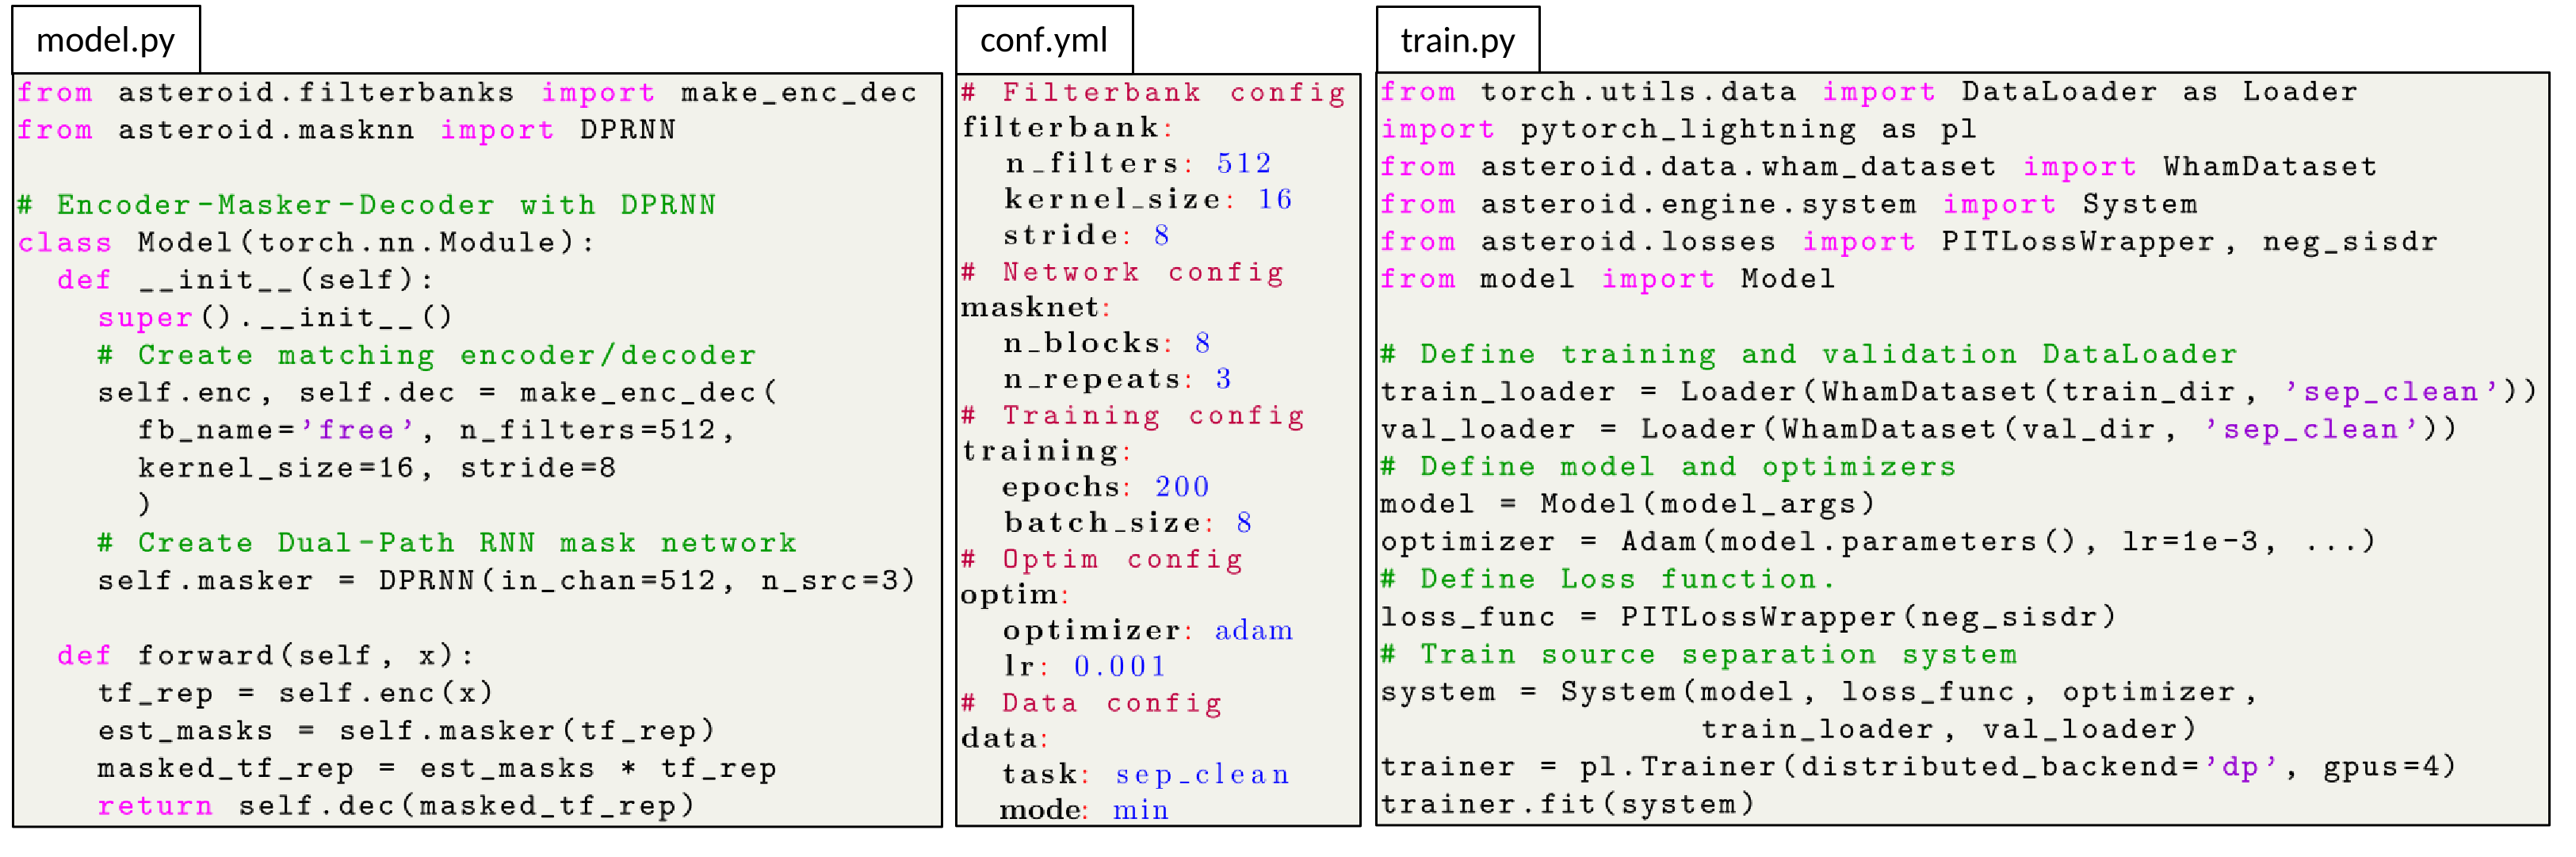 model.py
from asteroid.filterbanks import make_enc_dec
from asteroid.masknn import DPRNN
# Encoder-Masker-Decoder with DPRNN
class Model(torch.nn.Module):
def __init__(self):
super().__init__()
# Create matching encoder/decoder
self.enc, self.dec = make_enc_dec(
fb_name='free', n_filters=512,
kernel_size=16, stride=8
)
# Create Dual-Path RNN mask network
self.masker = DPRNN(in_chan=512, n_src=3)
def forward(self, x):
tf_rep = self.enc(x)
est_masks = self.masker(tf_rep)
masked_tf_rep = est_masks * tf_rep
return self.dec(masked_tf_rep)
conf.yml
# Filterbank config
filterbank:
n_filters: 512
kernel_size: 16
stride: 8
# Network config
masknet:
n_blocks: 8
n_repeats: 3
# Training config
training:
epochs: 200
batch_size: 8
# Optim config
optim:
optimizer: adam
lr: 0.001
# Data config
data:
task: sep_clean
mode: min
train.py
from torch.utils.data import DataLoader as Loader
import pytorch_lightning as pl
from asteroid.data.wham_dataset import WhamDataset
from asteroid.engine.system import System
from asteroid.losses import PITLossWrapper, neg_sisdr
from model import Model
# Define training and validation DataLoader
train_loader = Loader(WhamDataset(train_dir, 'sep_clean'))
val_loader = Loader(WhamDataset(val_dir, 'sep_clean'))
# Define model and optimizers
model = Model(model_args)
optimizer = Adam(model.parameters(), lr=1e-3, ...)
# Define Loss function.
loss_func = PITLossWrapper(neg_sisdr)
# Train source separation system
system = System(model, loss_func, optimizer,
train_loader, val_loader)
trainer = pl.Trainer(distributed_backend='dp', gpus=4)
trainer.fit(system)